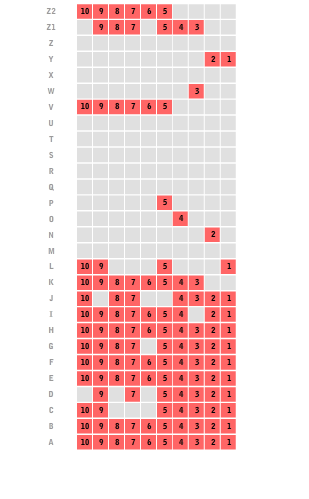 Z2 10 9 8 7 6 5
Z1 9 8 7 5 4 3
Z
Y 2 1
X
W 3
V 10 9 8 7 6 5
U
T
S
R
Q
P 5
O 4
N 2
M
L 10 9 5 1
K 10 9 8 7 6 5 4 3
J 10 8 7 4 3 2 1
I 10 9 8 7 6 5 4 2 1
H 10 9 8 7 6 5 4 3 2 1
G 10 9 8 7 5 4 3 2 1
F 10 9 8 7 6 5 4 3 2 1
E 10 9 8 7 6 5 4 3 2 1
D 9 7 5 4 3 2 1
C 10 9 5 4 3 2 1
B 10 9 8 7 6 5 4 3 2 1
A 10 9 8 7 6 5 4 3 2 1